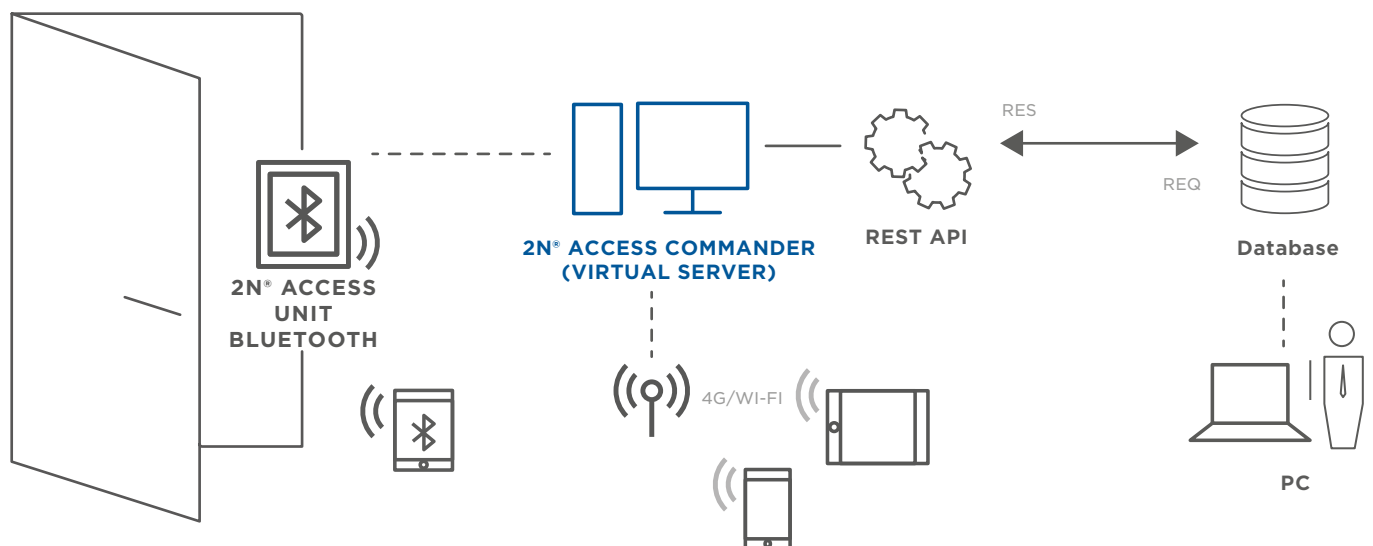 2N® ACCESS
UNIT
BLUETOOTH
2N® ACCESS COMMANDER
(VIRTUAL SERVER)
4G/WI-FI
REST API
RES
REQ
Database
PC